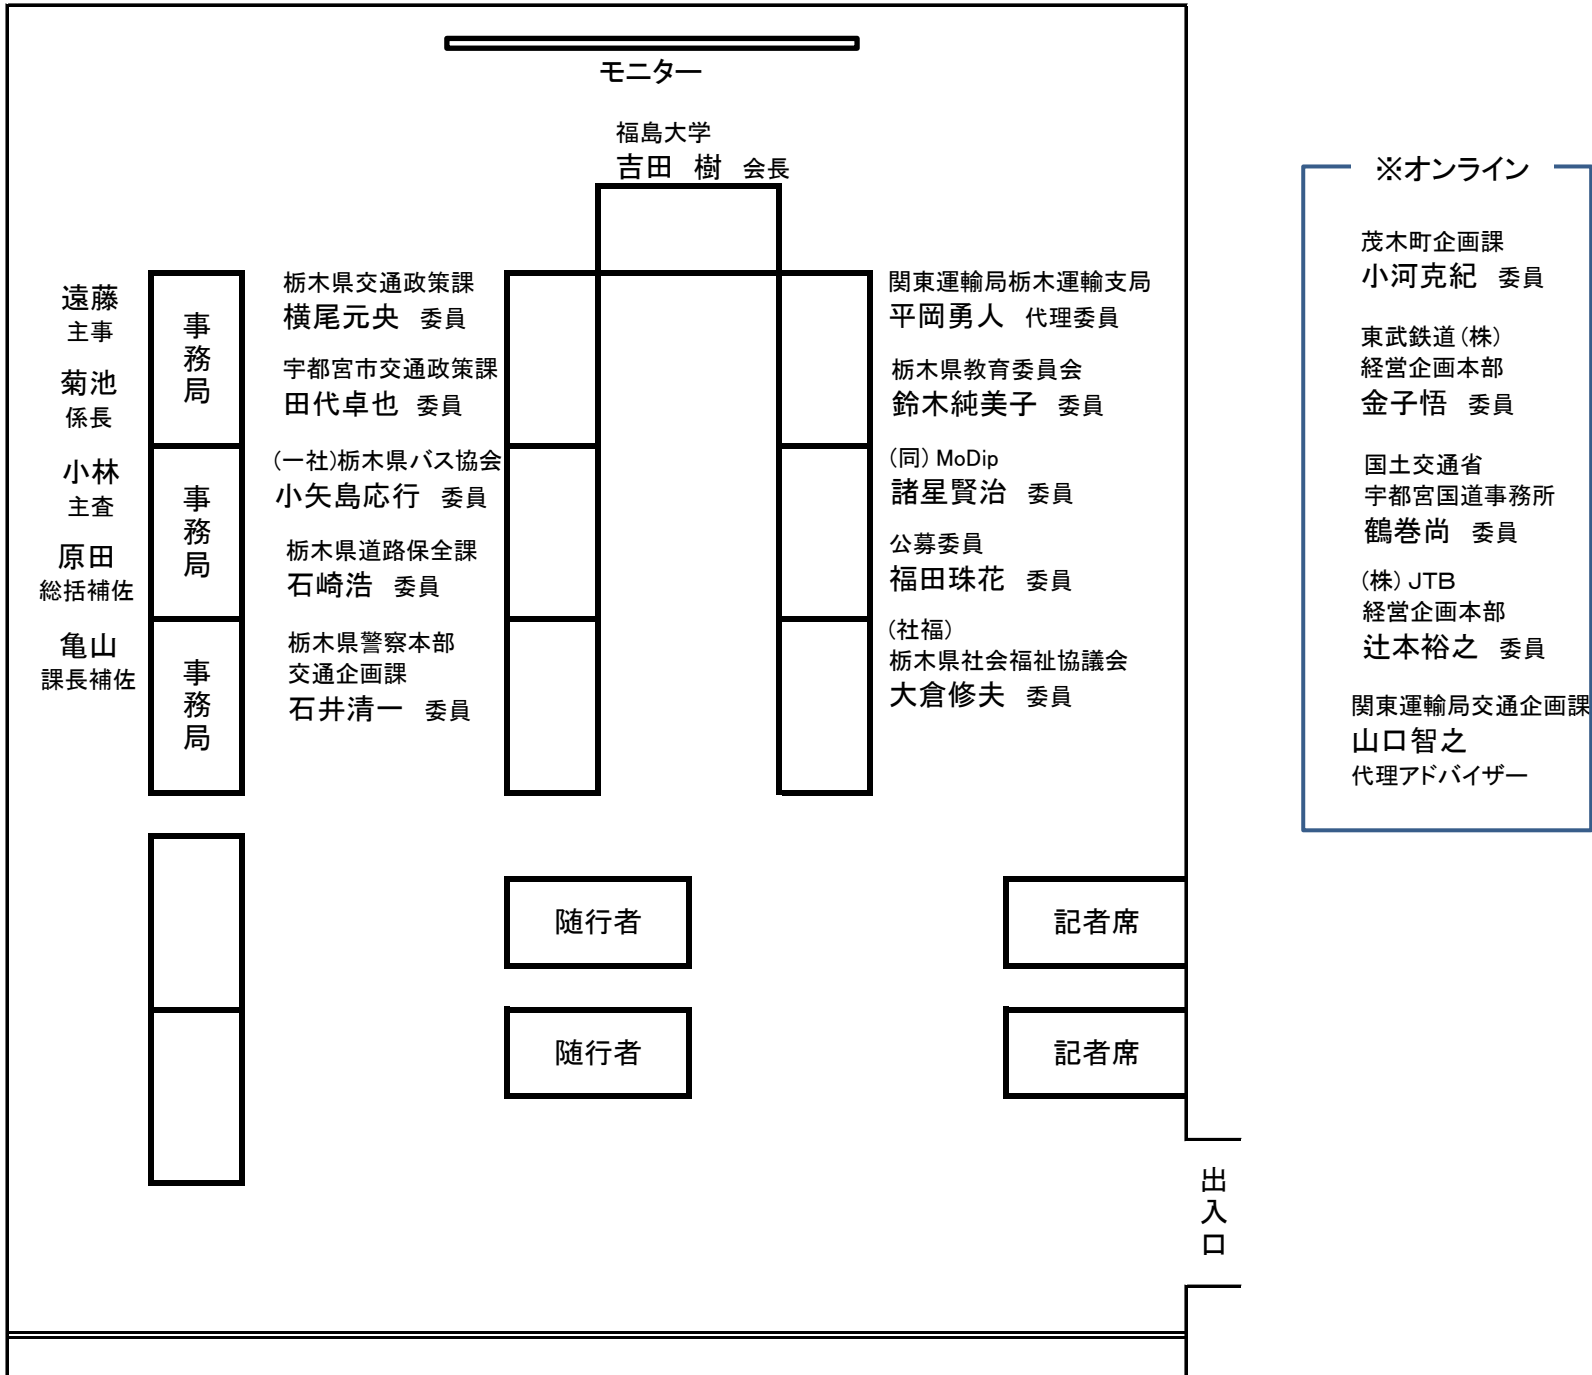 モニター
福島大学
吉田 樹 会長
遠藤
主事
菊池
係長
小林
主査
原田
総括補佐
亀山
課長補佐
事務局
事務局
事務局
栃木県交通政策課
横尾元央 委員
宇都宮市交通政策課
田代卓也 委員
(一社)栃木県バス協会
小矢島応行 委員
栃木県道路保全課
石崎浩 委員
栃木県警察本部
交通企画課
石井清一 委員
関東運輸局栃木運輸支局
平岡勇人 代理委員
栃木県教育委員会
鈴木純美子 委員
(同) MoDip
諸星賢治 委員
公募委員
福田珠花 委員
(社福)
栃木県社会福祉協議会
大倉修夫 委員
随行者
記者席
随行者
記者席
出入口
※オンライン
茂木町企画課
小河克紀 委員
東武鉄道(株)
経営企画本部
金子悟 委員
国土交通省
宇都宮国道事務所
鶴巻尚 委員
(株) JTB
経営企画本部
辻本裕之 委員
関東運輸局交通企画課
山口智之
代理アドバイザー